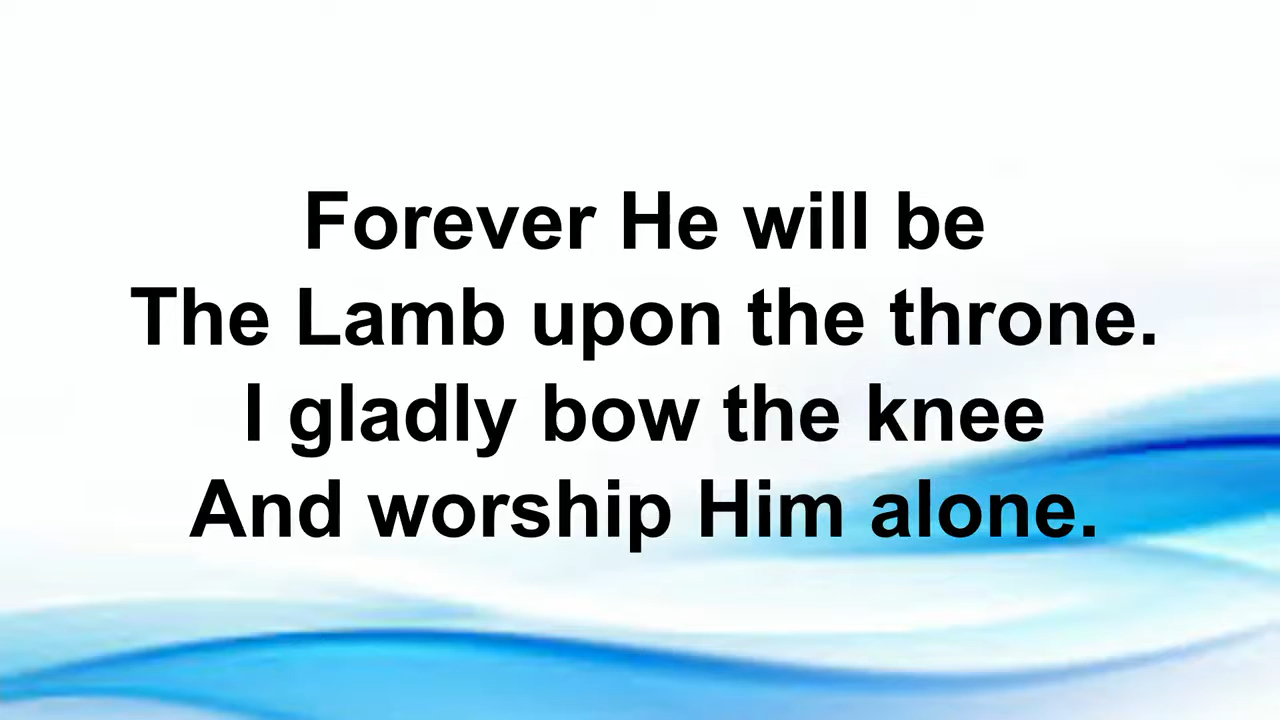 Forever He will be
The Lamb upon the throne.
I gladly bow the knee
And worship Him alone.